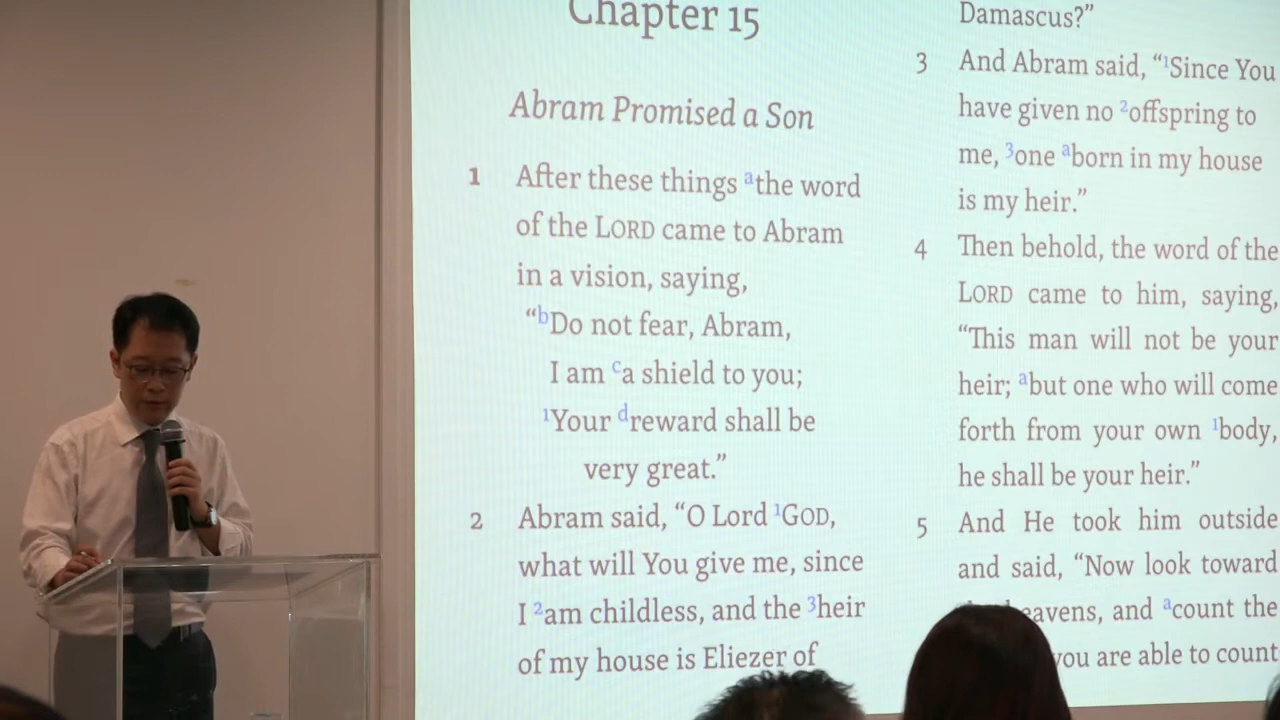 Chapter 15
Abram Promised a Son
1 After these things ᵃthe word
of the LORD came to Abram
in a vision, saying,
“ᵇDo not fear, Abram,
I am ᶜa shield to you;
¹Your ᵈreward shall be
very great.”
2 Abram said, “O Lord ¹GOD,
what will You give me, since
I ²am childless, and the ³heir
of my house is Eliezer of
Damascus?”
3 And Abram said, “¹Since You
have given no ²offspring to
me, ³one ᵃborn in my house
is my heir.”
4 Then behold, the word of the
LORD came to him, saying,
“This man will not be your
heir; ᵃbut one who will come
forth from your own ¹body,
he shall be your heir.”
5 And He took him outside
and said, “Now look toward
and ᵃcount the
you are able to count